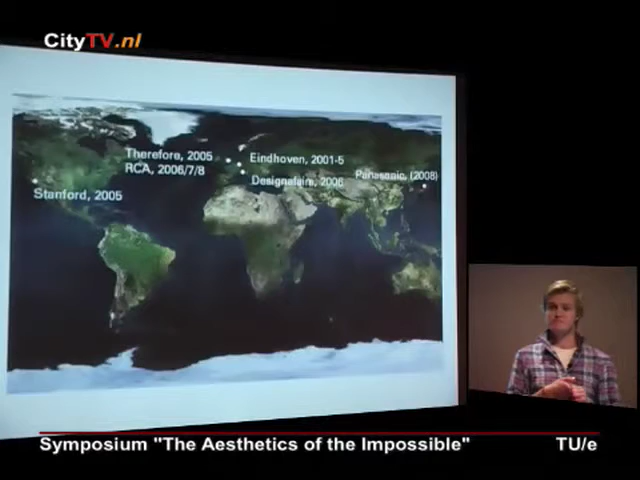 CityTV.nl
Therefore, 2005
RCA, 2006/7/8
Eindhoven, 2001-5
Designafairs, 2006
Panasonic, (2008)
Stanford, 2005
Symposium "The Aesthetics of the Impossible"
TU/e